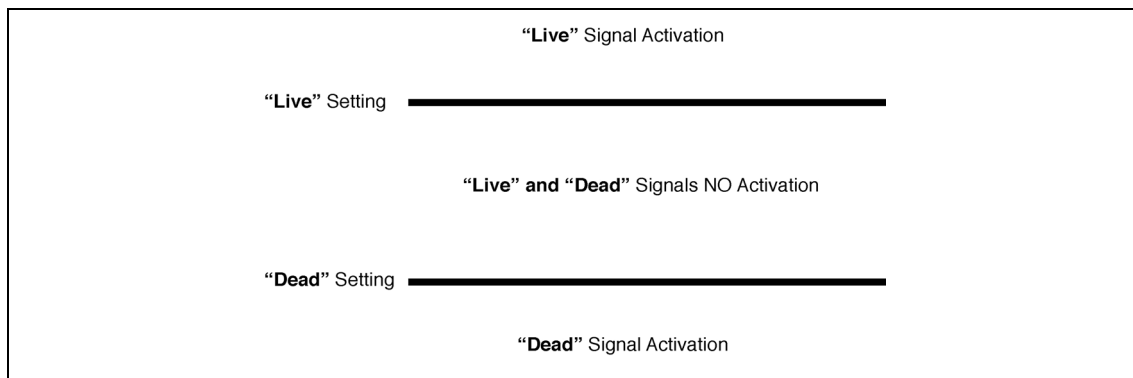 “Live” Signal Activation
“Live” Setting
“Live” and “Dead” Signals NO Activation
“Dead” Setting
“Dead” Signal Activation